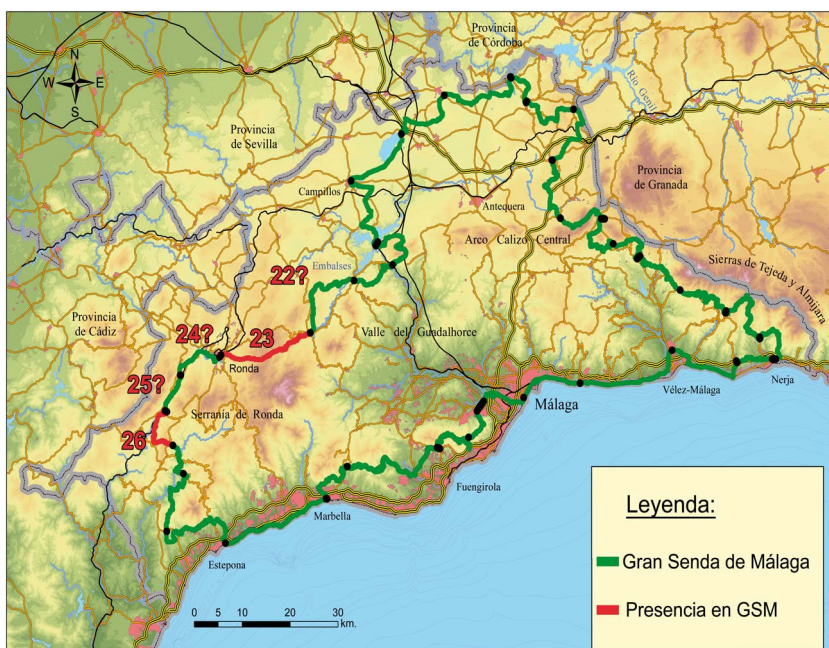 Provincia
de Córdoba
N
W E
S
Río Genil
Provincia
de Sevilla
Provincia
de Granada
Campillos
Antequera
Arco Calizo Central
Sierras de Tejeda y Almijara
Embalses
22?
Provincia
de Cádiz
24?
23
Valle del Guadalhorce
Ronda
25?
Vélez-Málaga
Nerja
Serranía de Ronda
Málaga
26
Fuengirola
Marbella
Estepona
Leyenda:
Gran Senda de Málaga
Presencia en GSM
0 5 10 20 30
km.